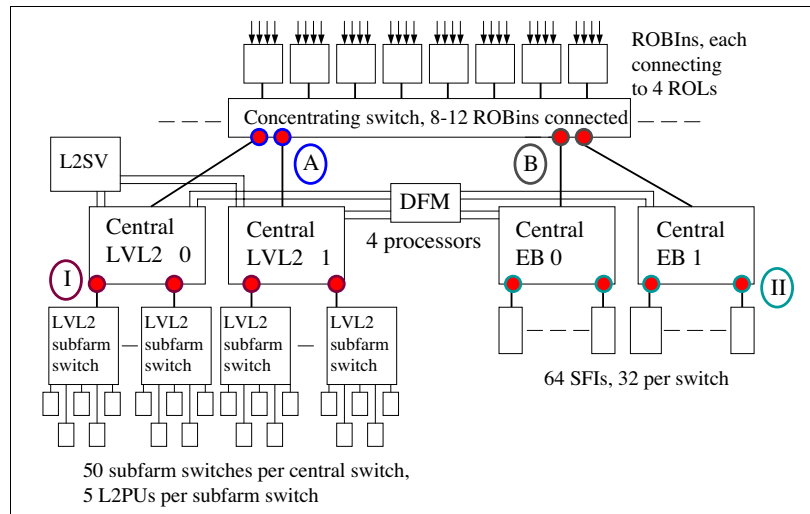 ROBIns, each
connecting
to 4 ROLs
Concentrating switch, 8-12 ROBins connected
L2SV
A
B
DFM
Central
LVL2 0
Central
LVL2 1
4 processors
Central
EB 0
Central
EB 1
I
II
LVL2
subfarm
switch
LVL2
subfarm
switch
LVL2
subfarm
switch
LVL2
subfarm
switch
64 SFIs, 32 per switch
50 subfarm switches per central switch,
5 L2PUs per subfarm switch